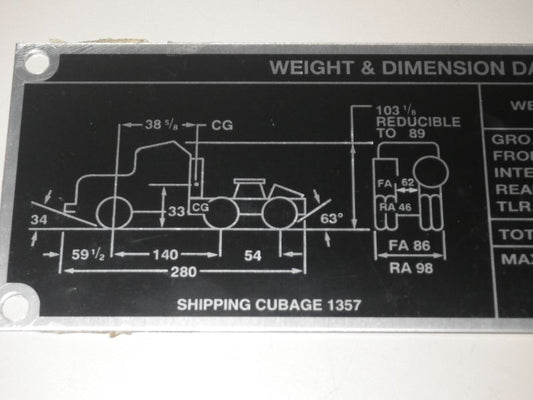 WEIGHT & DIMENSION DA
38 5/8 CG
103 1/8
REDUCIBLE
TO 89
WE
GRO
FRO
INTE
REA
TLR
TOT
MAX
FA 62
33 CG
RA 46
34
63°
59 1/2 140 54
280
FA 86
RA 98
SHIPPING CUBAGE 1357